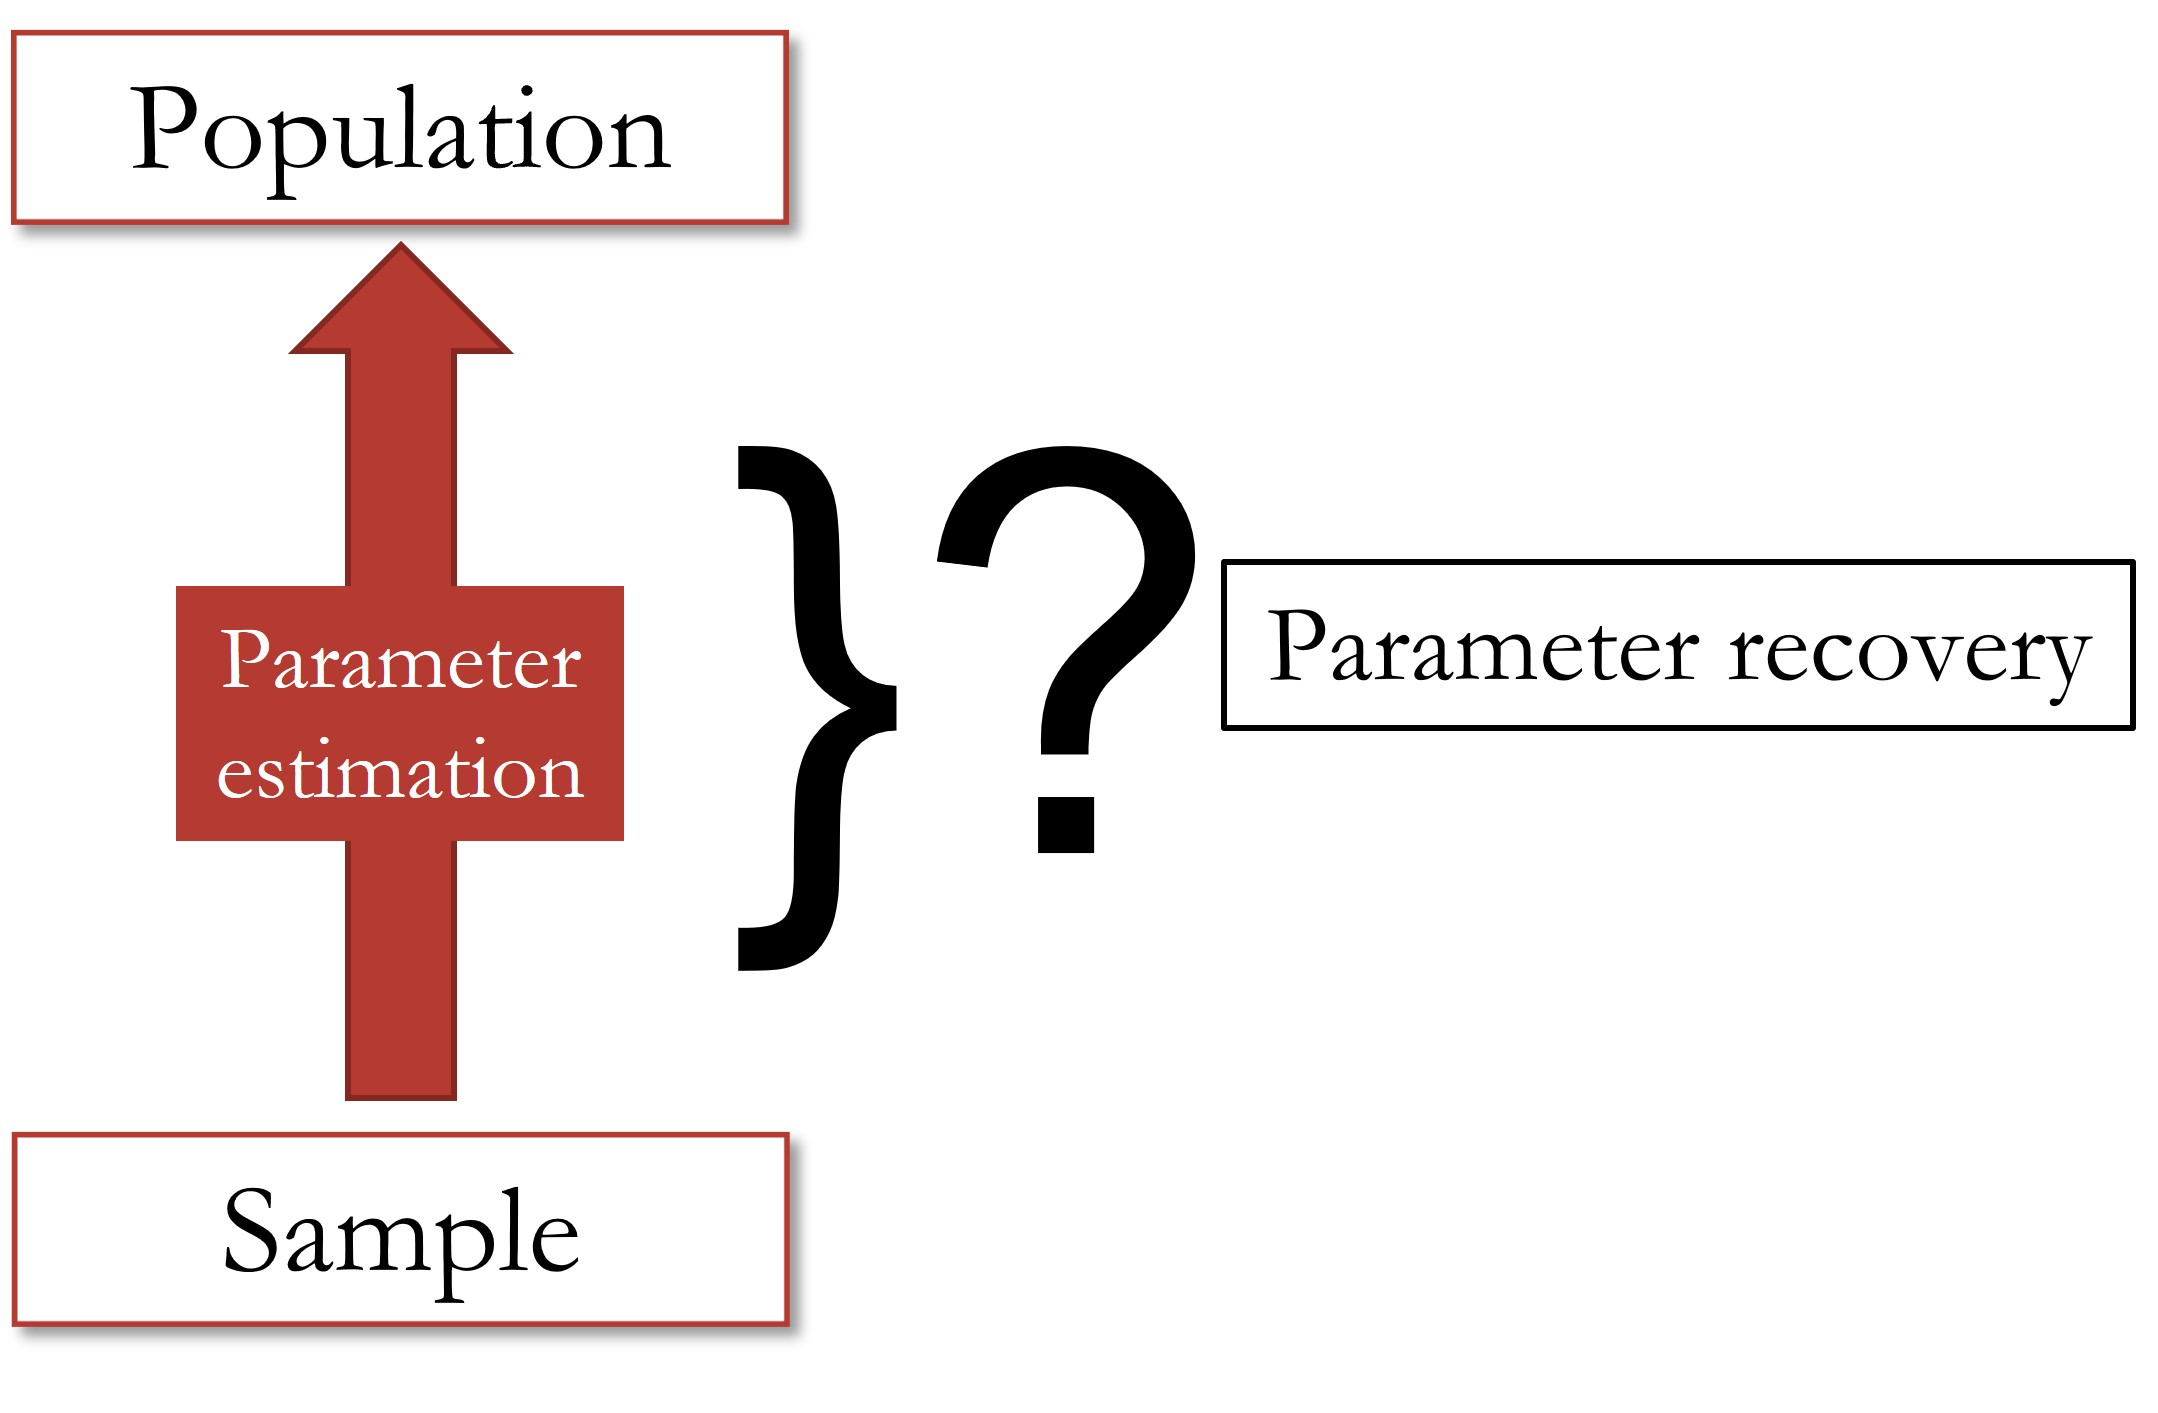 Population
Parameter
estimation
}?
Parameter recovery
Sample